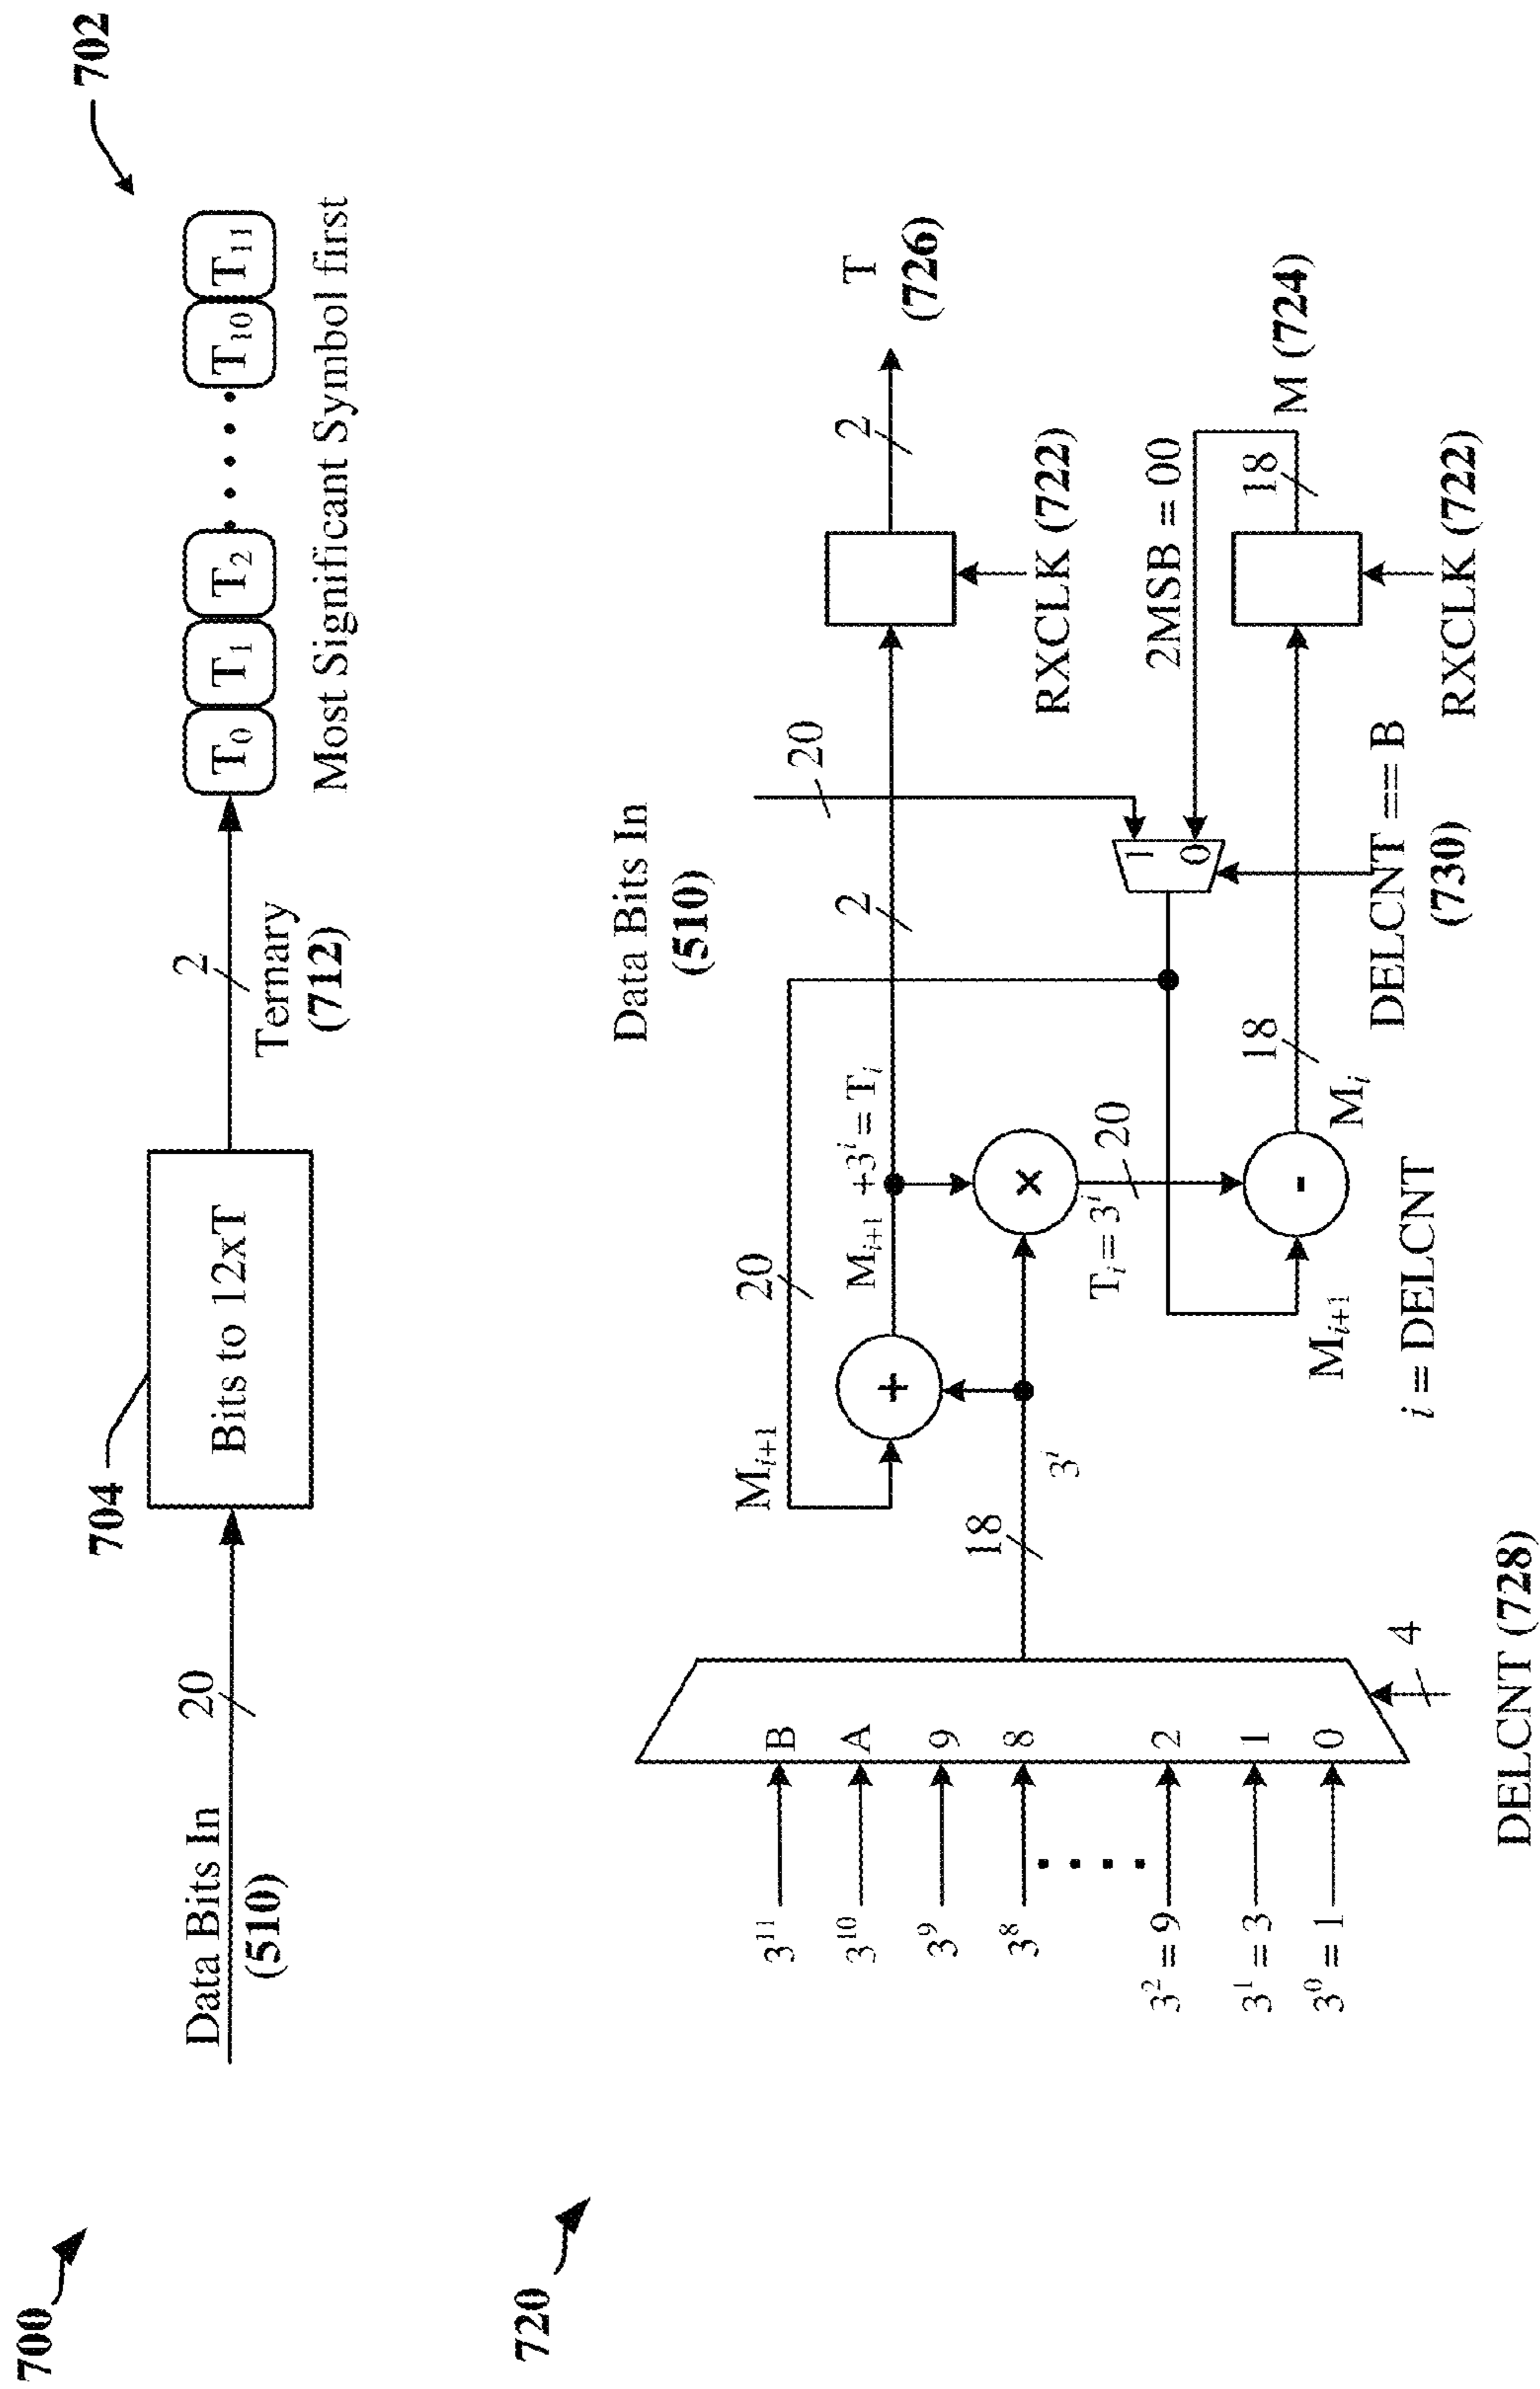 700
Data Bits In
(510)
20
704
Bits to 12xT
2
Ternary
(712)
T0 T1 T2 T10 T11
Most Significant Symbol first
702
720
3^11
3^10
3^9
3^8
3^2 = 9
3^1 = 3
3^0 = 1
B
A
9
8
2
1
0
4
DELCNT (728)
18
3^i
M_{i+1}
20
+
M_{i+1} +3^i = T_i
×
T_i = 3^i
20
-
M_{i+1}
M_i
i = DELCNT
18
Data Bits In
(510)
20
2
1
0
DELCNT == B
(730)
2MSB = 00
RXCLK (722)
2
T
(726)
18
M (724)
RXCLK (722)